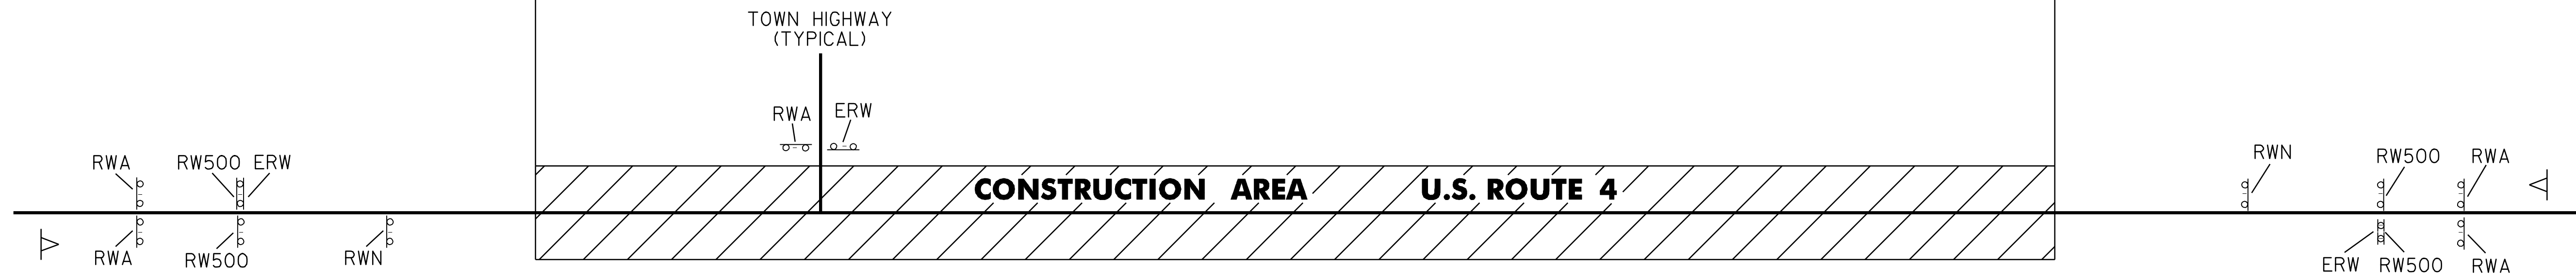 TOWN HIGHWAY
(TYPICAL)
RWA
ERW
RWA
RW500
ERW
CONSTRUCTION AREA U.S. ROUTE 4
RWN
RW500
RWA
RWA
RW500
RWN
ERW
RW500
RWA